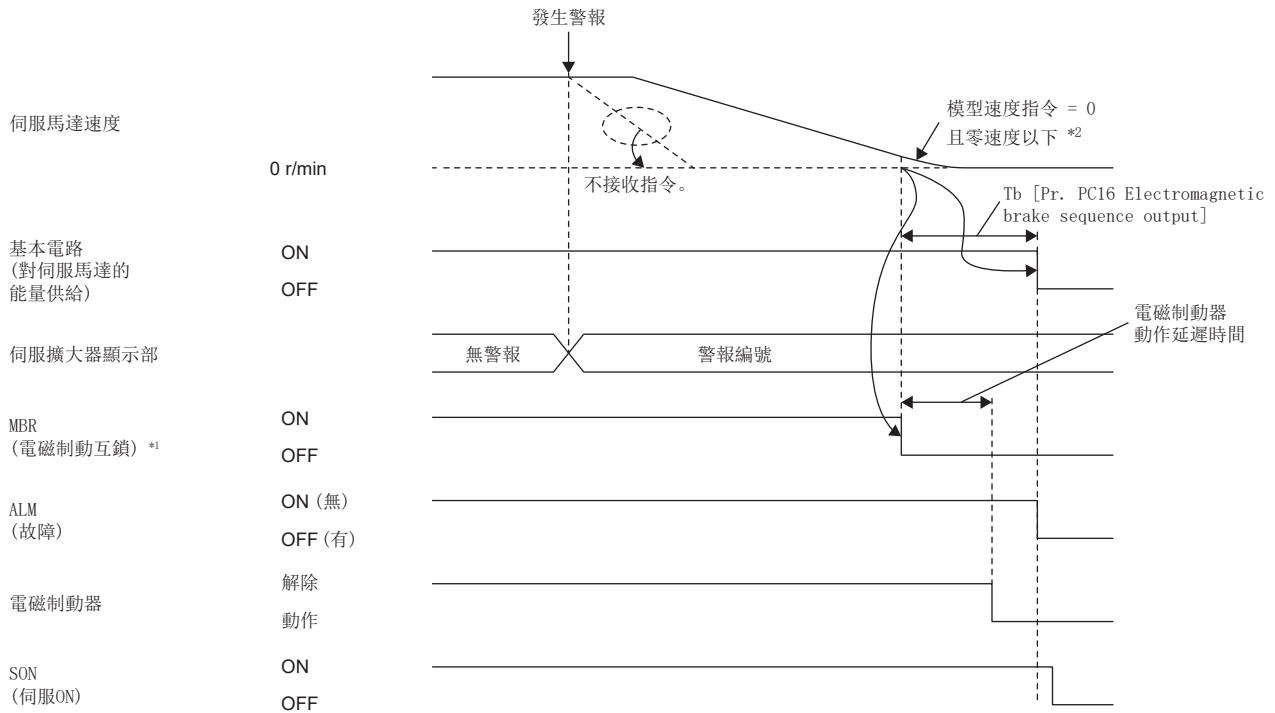 發生警報
伺服馬達速度
0 r/min
模型速度指令 = 0
且零速度以下 *2
不接收指令。
Tb [Pr. PC16 Electromagnetic
brake sequence output]
基本電路
(對伺服馬達的
能量供給)
ON
OFF
電磁制動器
動作延遲時間
伺服擴大器顯示部
無警報
警報編號
MBR
(電磁制動互鎖) *1
ON
OFF
ALM
(故障)
ON (無)
OFF (有)
電磁制動器
解除
動作
SON
(伺服ON)
ON
OFF